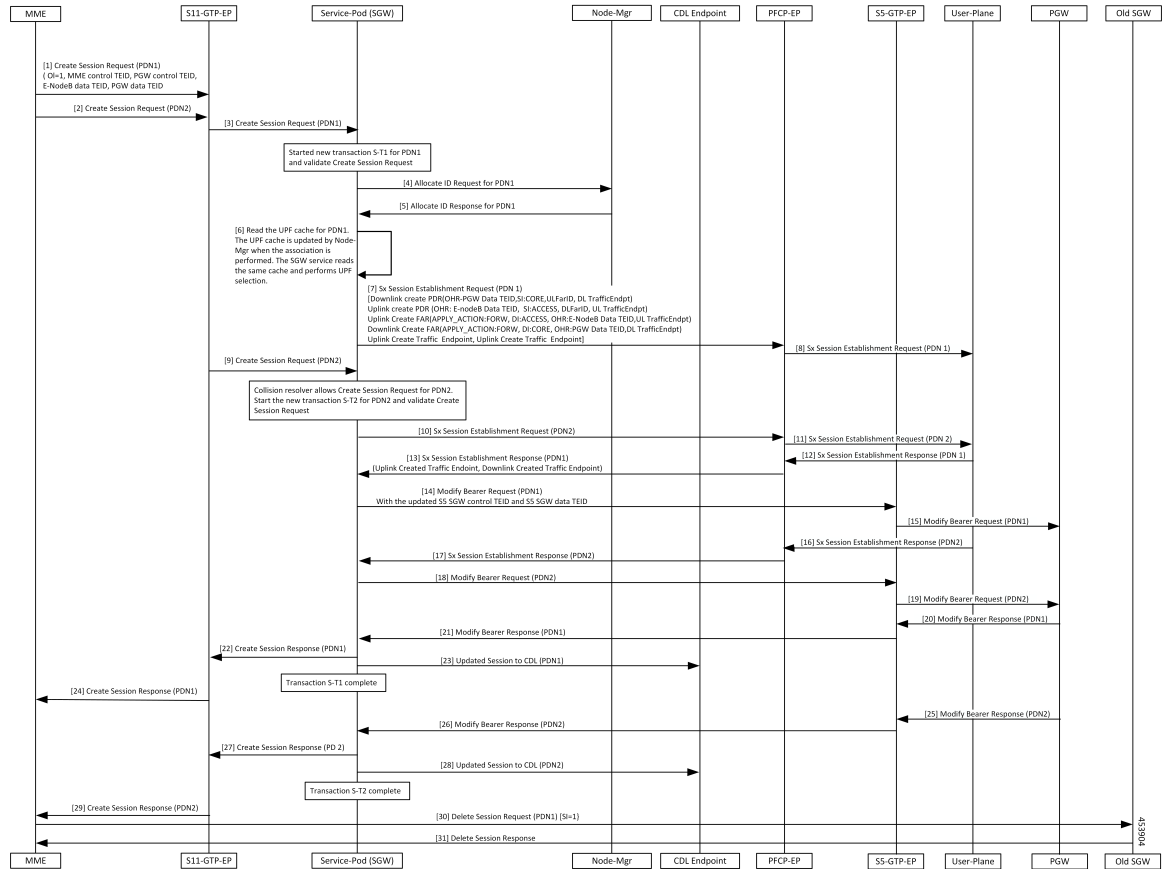 MME
S11-GTP-EP
Service-Pod (SGW)
Node-Mgr
CDL Endpoint
PFCP-EP
S5-GTP-EP
User-Plane
PGW
Old SGW
[1] Create Session Request (PDN1)
( OI=1, MME control TEID, PGW control TEID,
E-NodeB data TEID, PGW data TEID
[2] Create Session Request (PDN2)
[3] Create Session Request (PDN1)
Started new transaction S-T1 for PDN1
and validate Create Session Request
[4] Allocate ID Request for PDN1
[5] Allocate ID Response for PDN1
[6] Read the UPF cache for PDN1.
The UPF cache is updated by Node-
Mgr when the association is
performed. The SGW service reads
the same cache and performs UPF
selection.
[7] Sx Session Establishment Request (PDN 1)
[Downlink create PDR(OHR-PGW Data TEID,SI:CORE,ULFarID, DL TrafficEndpt)
Uplink create PDR (OHR: E-nodeB Data TEID,  SI:ACCESS, DLFarID, UL TrafficEndpt)
Uplink Create FAR(APPLY_ACTION:FORW, DI:ACCESS, OHR:E-NodeB Data TEID,UL TrafficEndpt)
Downlink Create FAR(APPLY_ACTION:FORW, DI:CORE, OHR:PGW Data TEID,DL TrafficEndpt)
Uplink Create Traffic  Endpoint, Uplink Create Traffic  Endpoint]
[8] Sx Session Establishment Request (PDN 1)
[9] Create Session Request (PDN2)
Collision resolver allows Create Session Request for PDN2.
Start the new transaction S-T2 for PDN2 and validate Create
Session Request
[10] Sx Session Establishment Request (PDN2)
[11] Sx Session Establishment Request (PDN 2)
[12] Sx Session Establishment Response (PDN 1)
[13] Sx Session Establishment Response (PDN1)
(Uplink Created Traffic Endoint, Downlink Created Traffic Endpoint)
[14] Modify Bearer Request (PDN1)
With the updated S5 SGW control TEID and S5 SGW data TEID
[15] Modify Bearer Request (PDN1)
[16] Sx Session Establishment Response (PDN2)
[17] Sx Session Establishment Response (PDN2)
[18] Modify Bearer Request (PDN2)
[19] Modify Bearer Request (PDN2)
[20] Modify Bearer Response (PDN1)
[21] Modify Bearer Response (PDN1)
[22] Create Session Response (PDN1)
[23] Updated Session to CDL (PDN1)
Transaction S-T1 complete
[24] Create Session Response (PDN1)
[25] Modify Bearer Response (PDN2)
[26] Modify Bearer Response (PDN2)
[27] Create Session Response (PD 2)
[28] Updated Session to CDL (PDN2)
Transaction S-T2 complete
[29] Create Session Response (PDN2)
[30] Delete Session Request (PDN1) [SI=1}
[31] Delete Session Response
453904
MME
S11-GTP-EP
Service-Pod (SGW)
Node-Mgr
CDL Endpoint
PFCP-EP
S5-GTP-EP
User-Plane
PGW
Old SGW